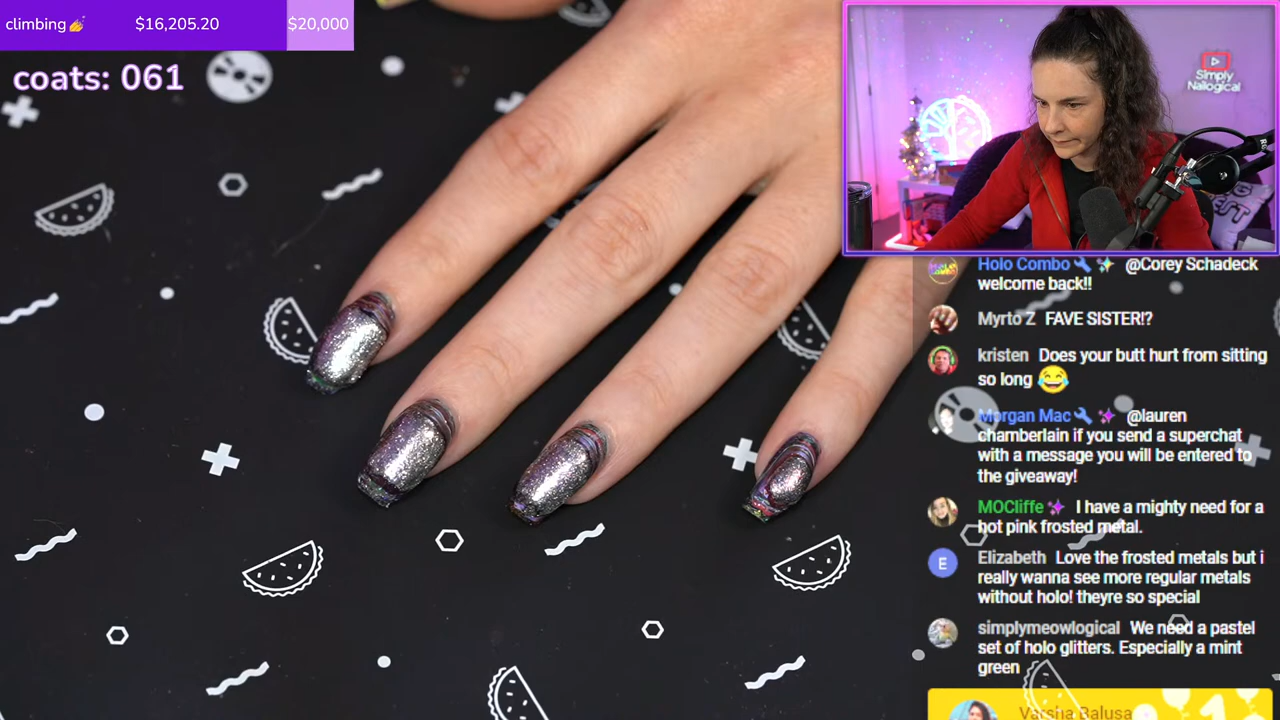 climbing💅 $16,205.20 $20,000
coats: 061
Simply
Nailogical
Holo Combo🔧✨ @Corey Schadeck
welcome back!!
Myrto Z FAVE SISTER!?
kristen Does your butt hurt from sitting
so long 😂
Morgan Mac🔧✨ @lauren
chamberlain if you send a superchat
with a message you will be entered to
the giveaway!
MOCliffe✨ I have a mighty need for a
hot pink frosted metal.
E
Elizabeth Love the frosted metals but i
really wanna see more regular metals
without holo! theyre so special
simplymeowlogical We need a pastel
set of holo glitters. Especially a mint
green
Varsha Balusa